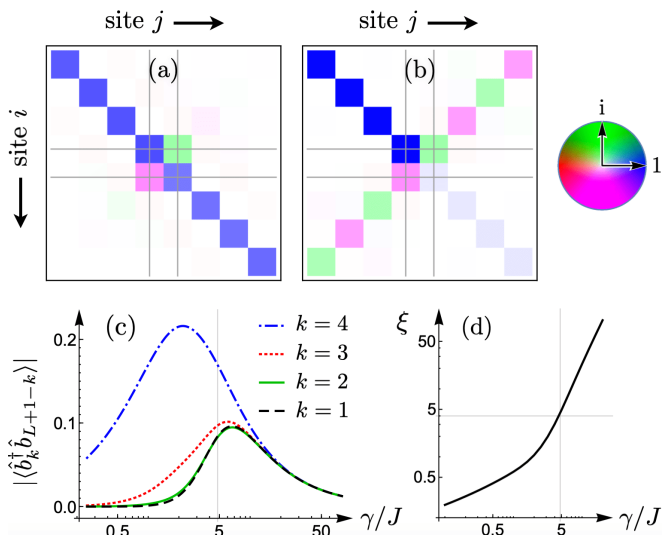 site j
(a)
(b)
site i
i
1
(c)
k = 4
k = 3
k = 2
k = 1
|⟨b̂†ₖ b̂_{L+1−k}⟩|
0.2
0.1
0.0
0.5
5
50
γ/J
site j
ξ
(d)
50
5
0.5
0.5
5
γ/J